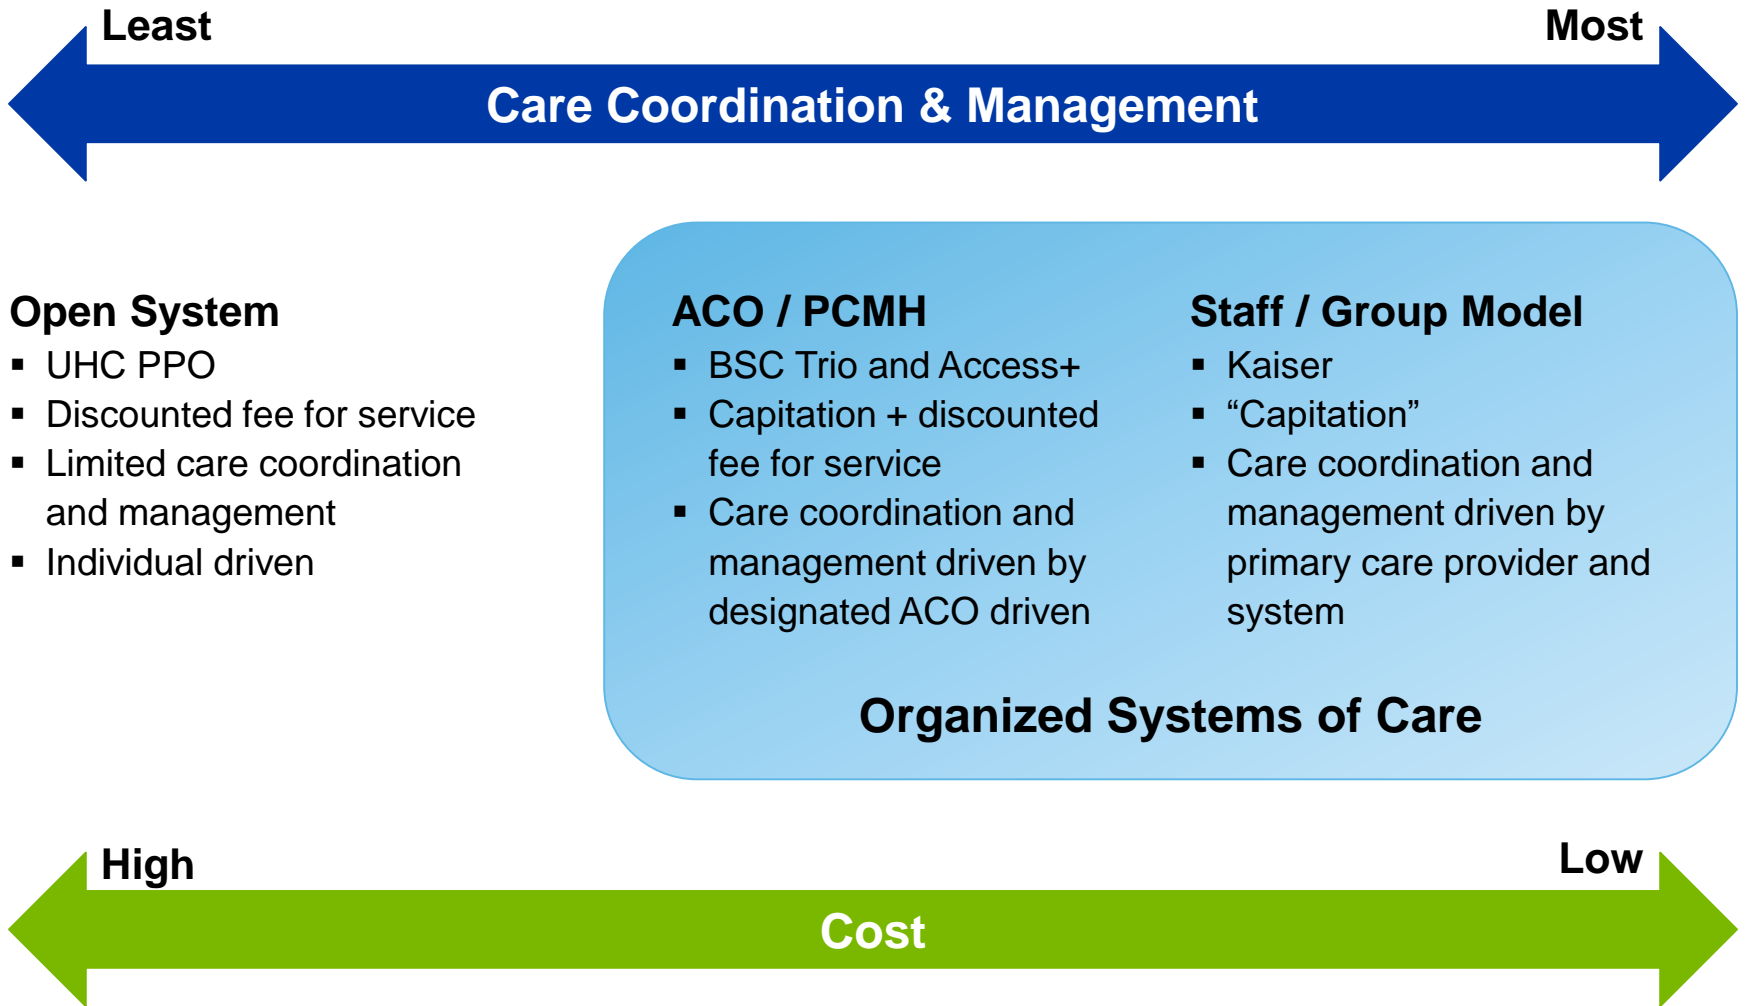 Least
Most
Care Coordination & Management
Open System
▪ UHC PPO
▪ Discounted fee for service
▪ Limited care coordination
and management
▪ Individual driven
ACO / PCMH
▪ BSC Trio and Access+
▪ Capitation + discounted
fee for service
▪ Care coordination and
management driven by
designated ACO driven
Staff / Group Model
▪ Kaiser
▪ “Capitation”
▪ Care coordination and
management driven by
primary care provider and
system
Organized Systems of Care
High
Low
Cost